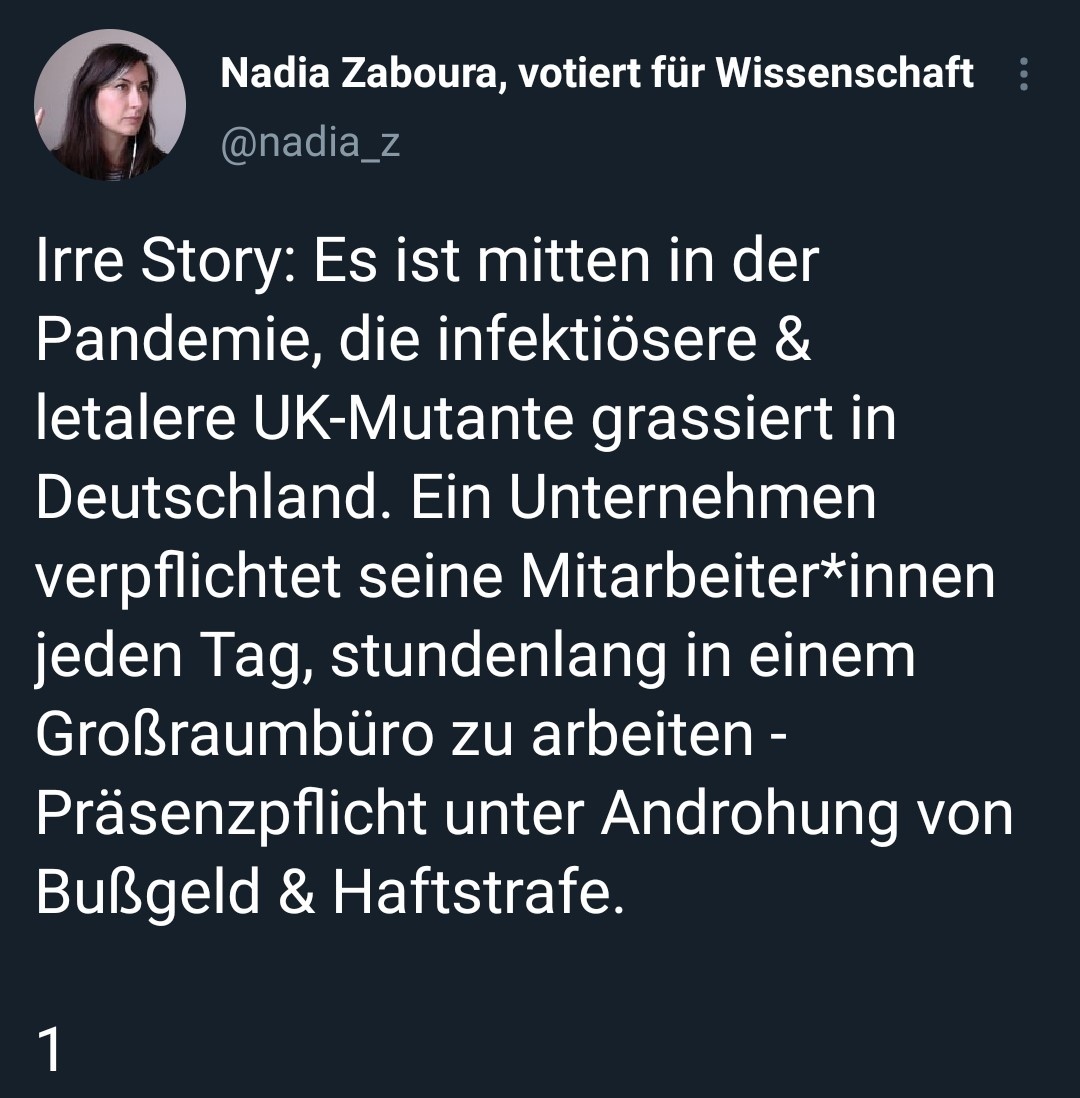 Nadia Zaboura, votiert für Wissenschaft
@nadia_z
Irre Story: Es ist mitten in der
Pandemie, die infektiösere &
letalere UK-Mutante grassiert in
Deutschland. Ein Unternehmen
verpflichtet seine Mitarbeiter*innen
jeden Tag, stundenlang in einem
Großraumbüro zu arbeiten -
Präsenzpflicht unter Androhung von
Bußgeld & Haftstrafe.
1